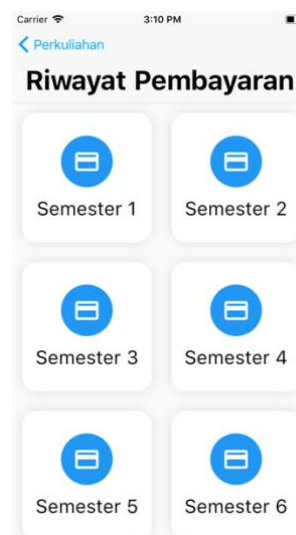 Carrier 3:10 PM
Perkuliahan
Riwayat Pembayaran
Semester 1 Semester 2
Semester 3 Semester 4
Semester 5 Semester 6